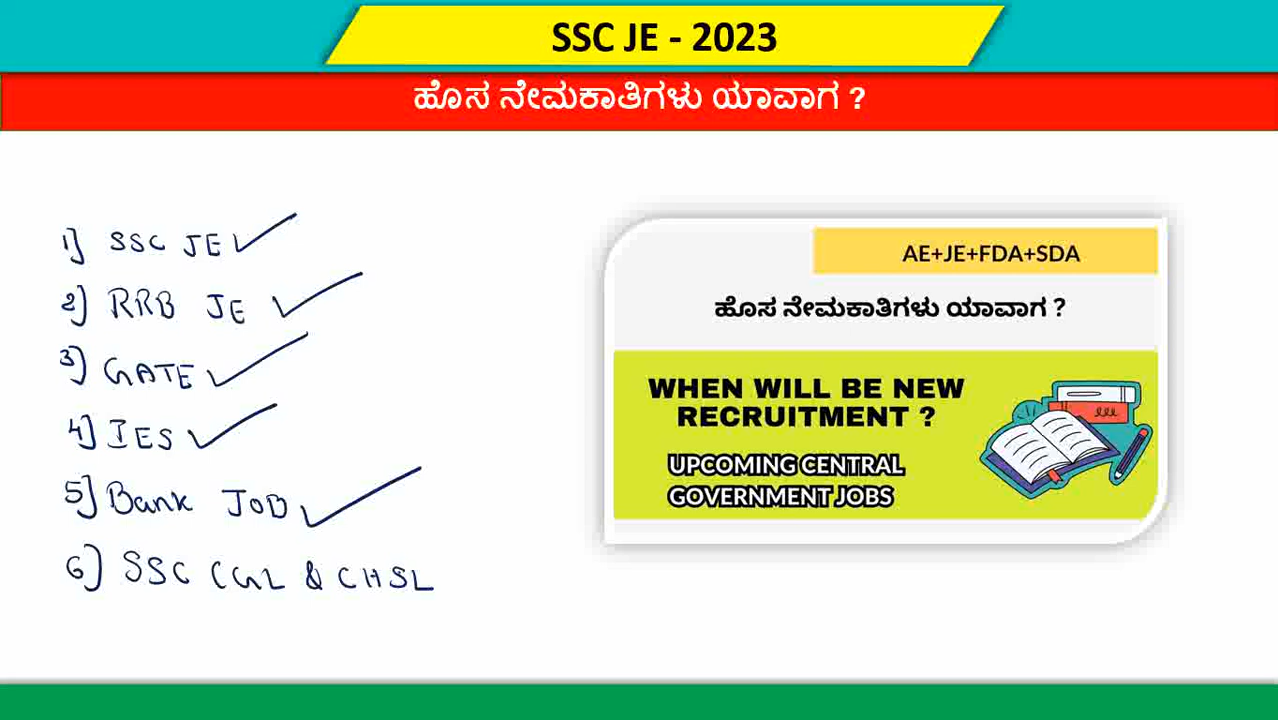 SSC JE - 2023
ಹೊಸ ನೇಮಕಾತಿಗಳು ಯಾವಾಗ ?
1] SSC JE
2] RRB JE
3] GATE
4] IES
5] Bank JOB
6] SSC CGL & CHSL
AE+JE+FDA+SDA
ಹೊಸ ನೇಮಕಾತಿಗಳು ಯಾವಾಗ ?
WHEN WILL BE NEW
RECRUITMENT ?
UPCOMING CENTRAL
GOVERNMENT JOBS